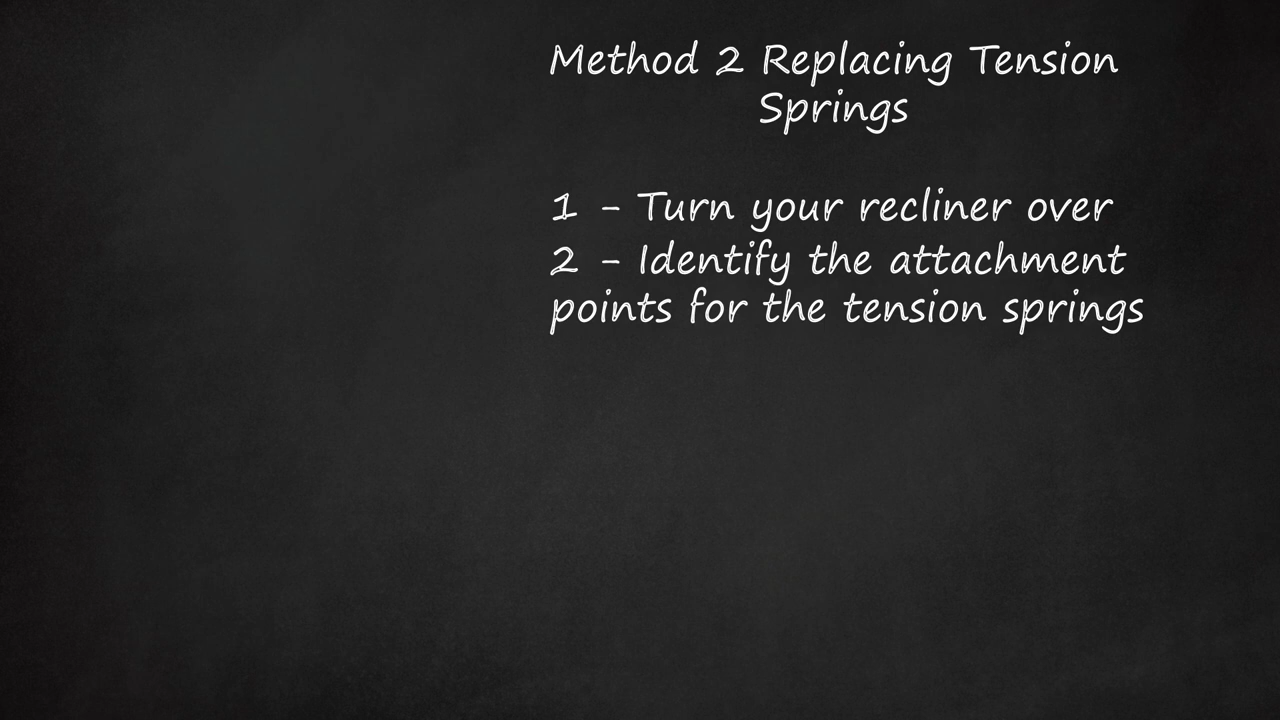 Method 2 Replacing Tension
Springs
1 - Turn your recliner over
2 - Identify the attachment
points for the tension springs